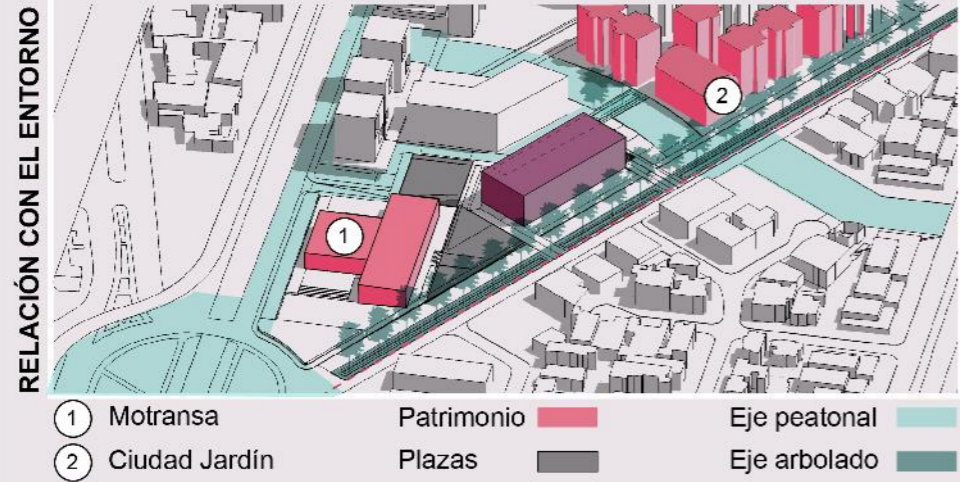 RELACIÓN CON EL ENTORNO
1
2
1 Motransa Patrimonio Eje peatonal
2 Ciudad Jardín Plazas Eje arbolado